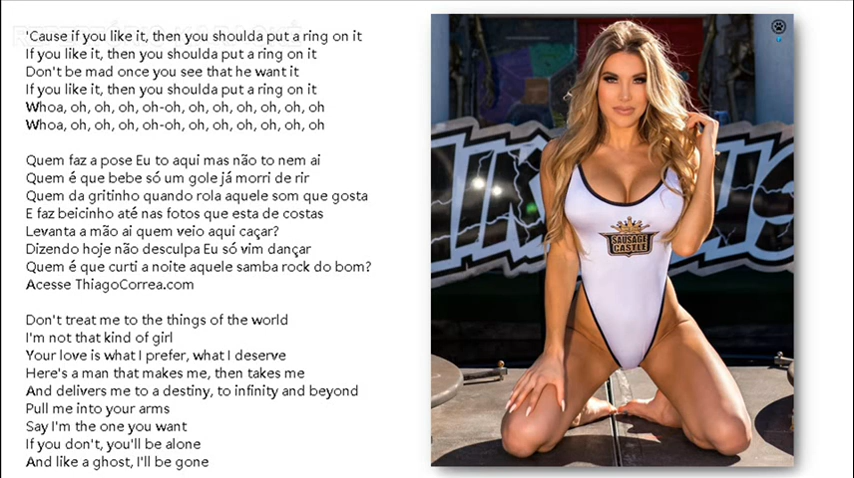 'Cause if you like it, then you shoulda put a ring on it
If you like it, then you shoulda put a ring on it
Don't be mad once you see that he want it
If you like it, then you shoulda put a ring on it
Whoa, oh, oh, oh, oh-oh, oh, oh, oh, oh, oh, oh
Whoa, oh, oh, oh, oh-oh, oh, oh, oh, oh, oh, oh
Quem faz a pose Eu to aqui mas não to nem ai
Quem é que bebe só um gole já morri de rir
Quem da gritinho quando rola aquele som que gosta
E faz beicinho até nas fotos que esta de costas
Levanta a mão ai quem veio aqui caçar?
Dizendo hoje não desculpa Eu só vim dançar
Quem é que curti a noite aquele samba rock do bom?
Acesse ThiagoCorrea.com
Don't treat me to the things of the world
I'm not that kind of girl
Your love is what I prefer, what I deserve
Here's a man that makes me, then takes me
And delivers me to a destiny, to infinity and beyond
Pull me into your arms
Say I'm the one you want
If you don't, you'll be alone
And like a ghost, I'll be gone
SAUSAGE
CASTLE